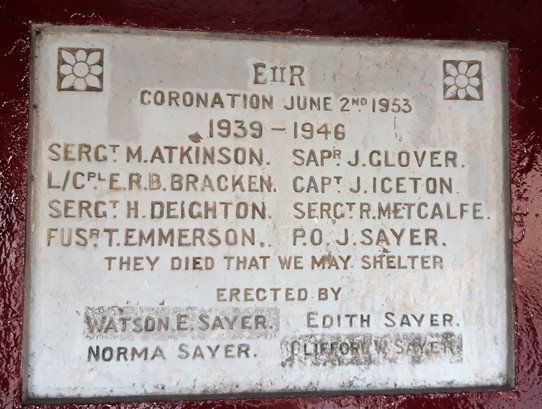 EIIR
CORONATION JUNE 2ND 1953
1939 - 1946
SERGT M. ATKINSON. SAPR J. GLOVER.
L/CPL E.R.B. BRACKEN. CAPT J. ICETON.
SERGT H. DEIGHTON. SERGT R. METCALFE.
FUSR T. EMMERSON. P.O. J. SAYER.
THEY DIED THAT WE MAY SHELTER
ERECTED BY
WATSON. E. SAYER. EDITH SAYER.
NORMA SAYER. CLIFFORD W. SAYER